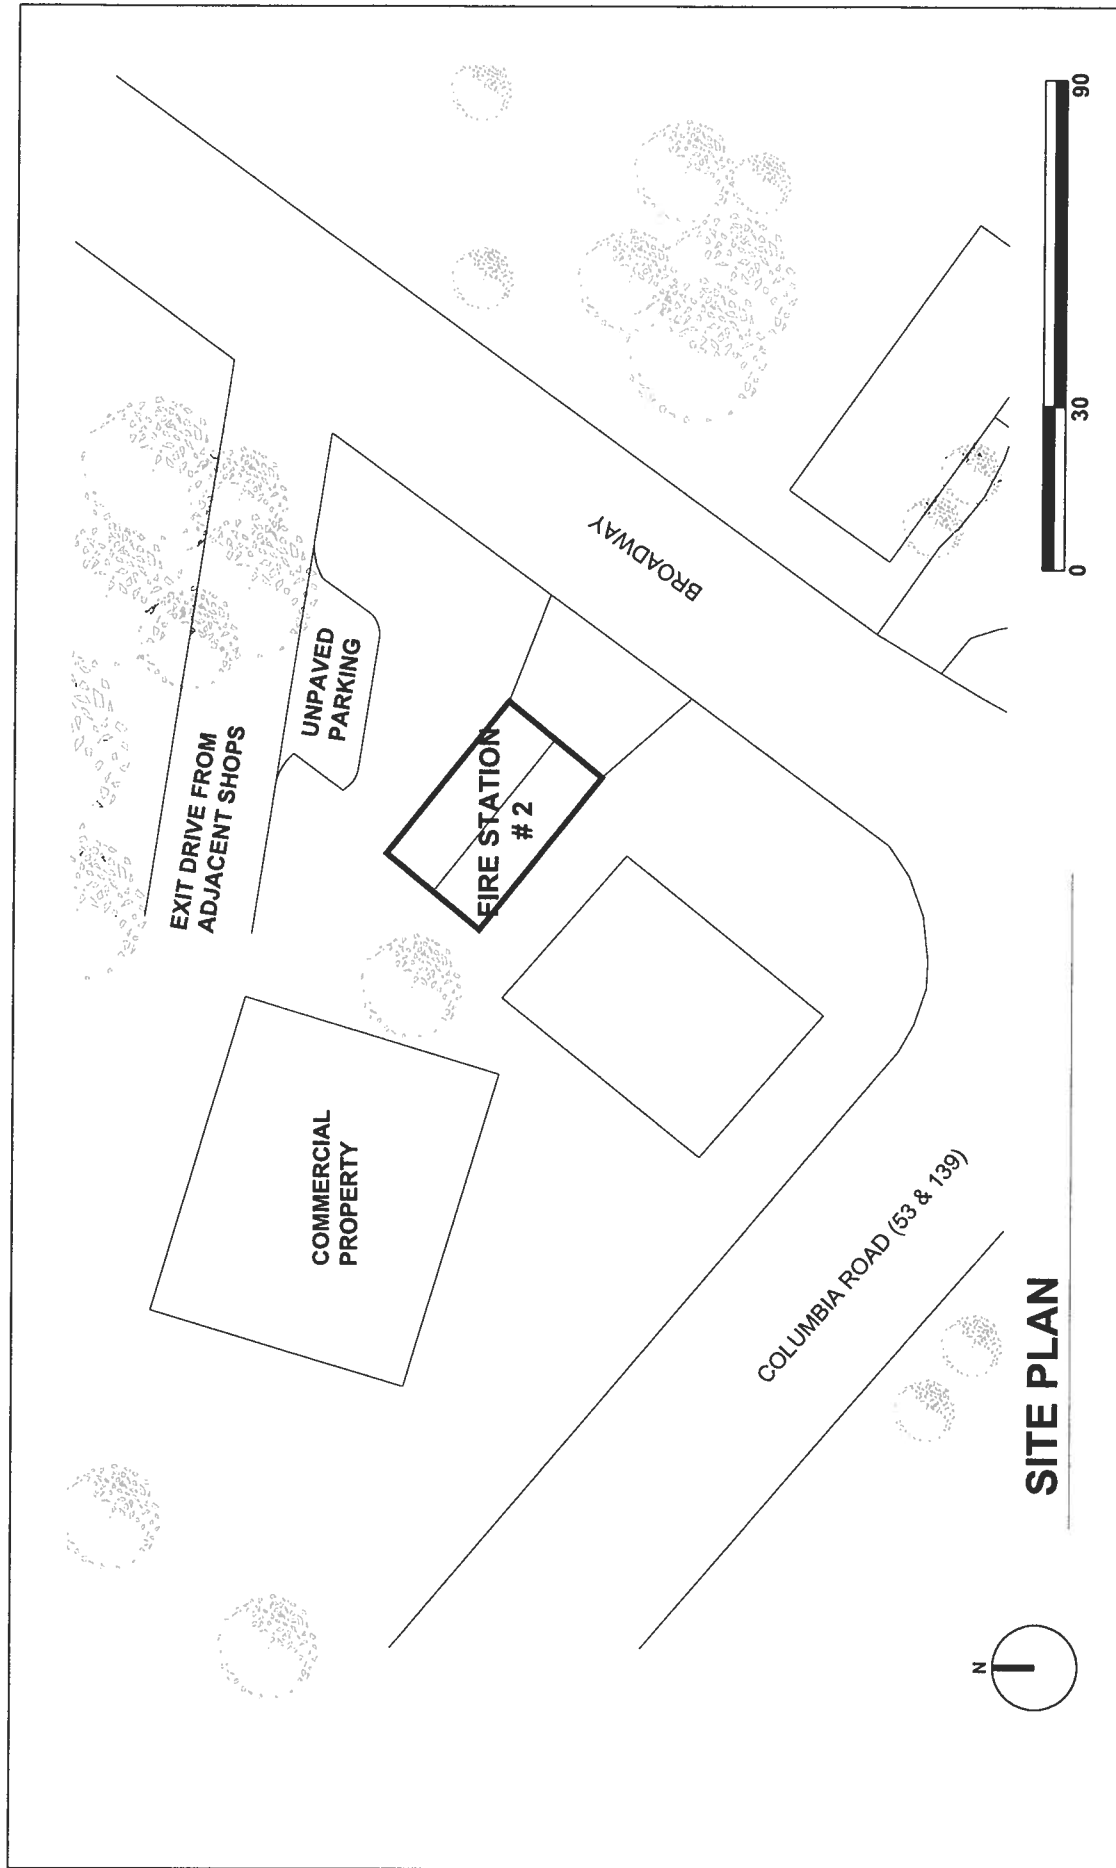 EXIT DRIVE FROM
ADJACENT SHOPS
UNPAVED
PARKING
COMMERCIAL
PROPERTY
FIRE STATION
# 2
BROADWAY
COLUMBIA ROAD (53 & 139)
N
SITE PLAN
0
30
90